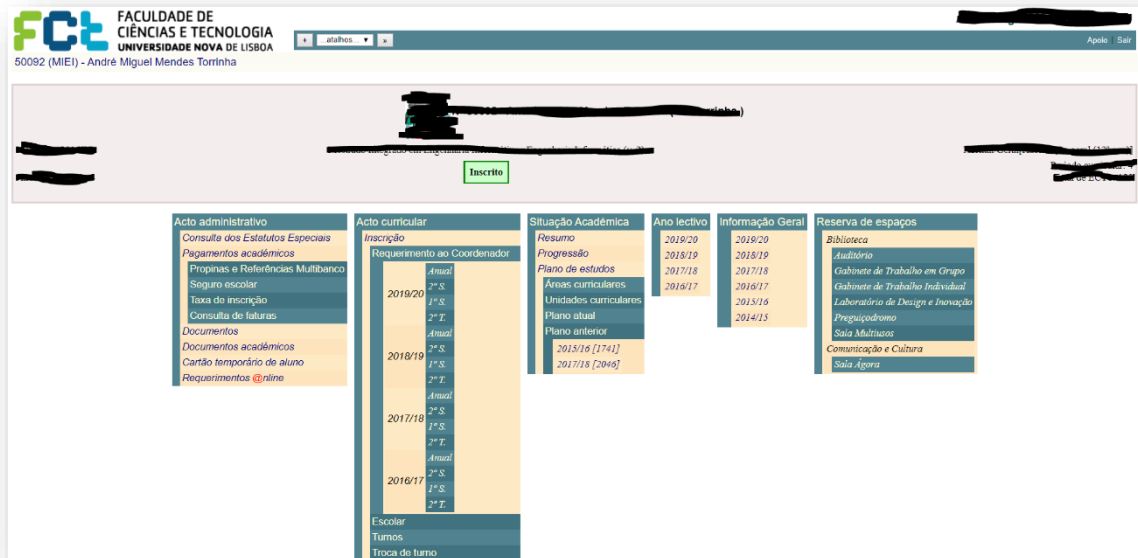 FACULDADE DE
CIÊNCIAS E TECNOLOGIA
UNIVERSIDADE NOVA DE LISBOA
+ ...atalhos... »
Apoio | Sair
50092 (MIEI) - André Miguel Mendes Torrinha
Inscrito
Acto administrativo
Consulta dos Estatutos Especiais
Pagamentos académicos
Propinas e Referências Multibanco
Seguro escolar
Taxa de inscrição
Consulta de faturas
Documentos
Documentos académicos
Cartão temporário de aluno
Requerimentos @nline
Acto curricular
Inscrição
Requerimento ao Coordenador
2019/20
Anual
2º S.
1º S.
2º T.
2018/19
Anual
2º S.
1º S.
2º T.
2017/18
Anual
2º S.
1º S.
2º T.
2016/17
Anual
2º S.
1º S.
2º T.
Escolar
Turnos
Troca de turno
Situação Académica
Resumo
Progressão
Plano de estudos
Áreas curriculares
Unidades curriculares
Plano atual
Plano anterior
2015/16 [1741]
2017/18 [2046]
Ano lectivo
2019/20
2018/19
2017/18
2016/17
Informação Geral
2019/20
2018/19
2017/18
2016/17
2015/16
2014/15
Reserva de espaços
Biblioteca
Auditório
Gabinete de Trabalho em Grupo
Gabinete de Trabalho Individual
Laboratório de Design e Inovação
Preguiçodromo
Sala Multiusos
Comunicação e Cultura
Sala Ágora